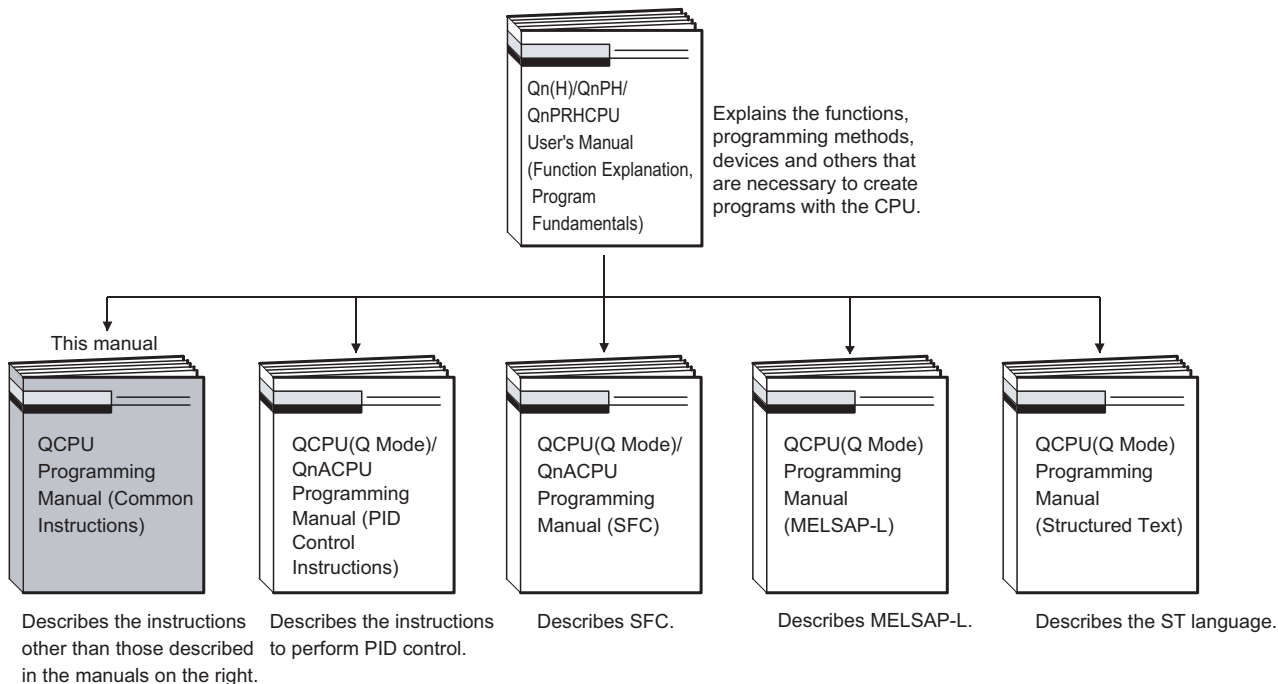 Qn(H)/QnPH/
QnPRHCPU
User's Manual
(Function Explanation,
Program
Fundamentals)
Explains the functions,
programming methods,
devices and others that
are necessary to create
programs with the CPU.
This manual
QCPU
Programming
Manual (Common
Instructions)
QCPU(Q Mode)/
QnACPU
Programming
Manual (PID
Control
Instructions)
QCPU(Q Mode)/
QnACPU
Programming
Manual (SFC)
QCPU(Q Mode)
Programming
Manual
(MELSAP-L)
QCPU(Q Mode)
Programming
Manual
(Structured Text)
Describes the instructions
other than those described
in the manuals on the right.
Describes the instructions
to perform PID control.
Describes SFC.
Describes MELSAP-L.
Describes the ST language.